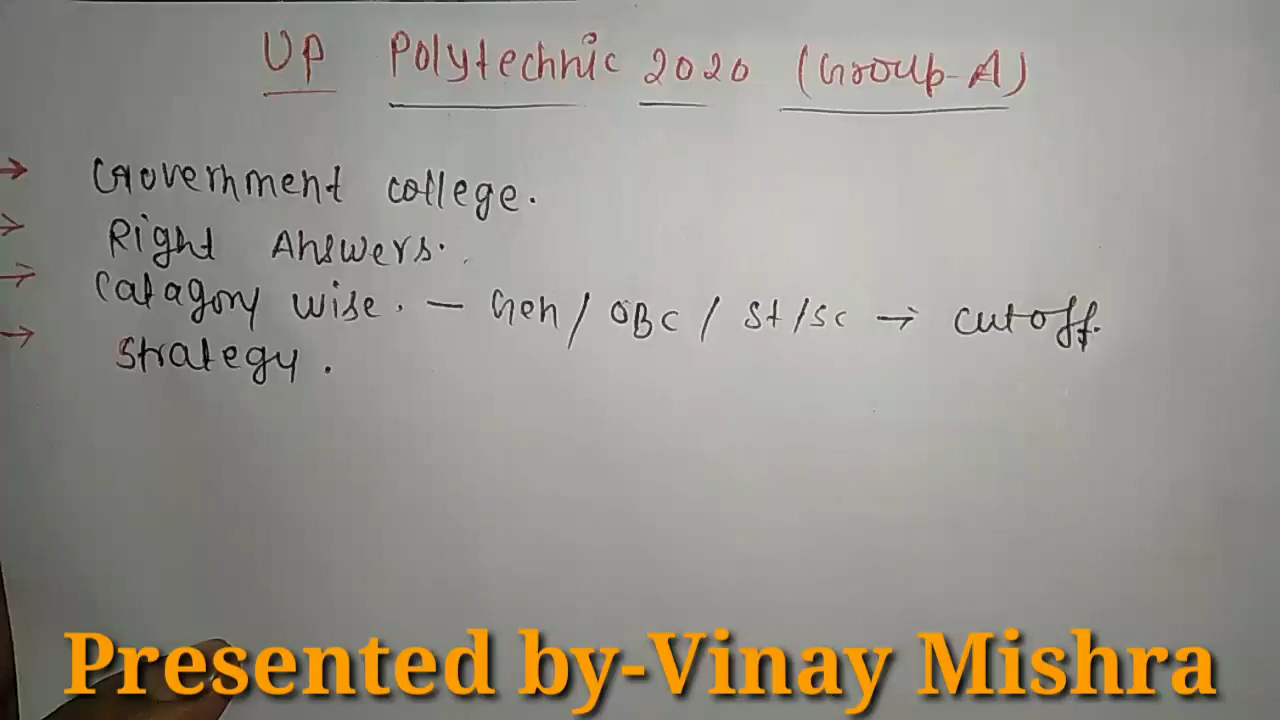 UP Polytechnic 2020 (Group-A)
→ Government college.
→ Right Answers.
→ Catagory wise. – Gen / OBC / St/sc → cutoff.
→ Strategy.
Presented by-Vinay Mishra